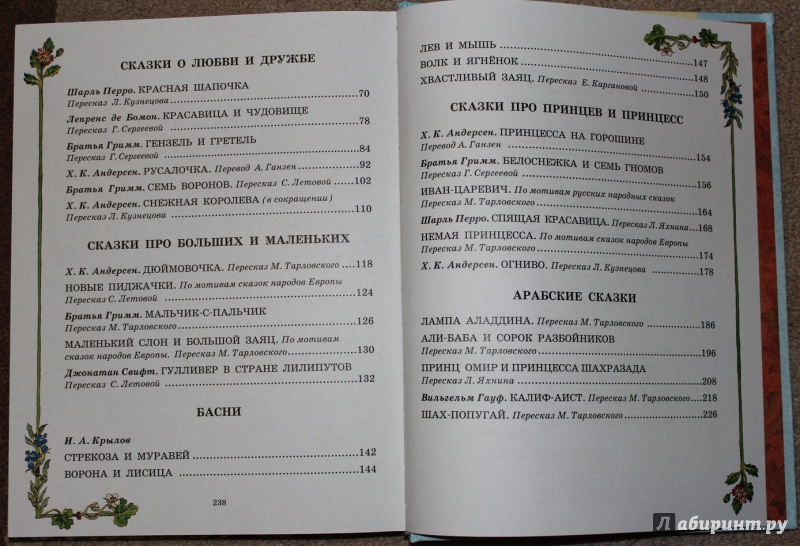 СКАЗКИ О ЛЮБВИ И ДРУЖБЕ
Шарль Перро. КРАСНАЯ ШАПОЧКА
Пересказ Л. Кузнецова 70
Лепренс де Бомон. КРАСАВИЦА И ЧУДОВИЩЕ
Пересказ Г. Сергеевой 78
Братья Гримм. ГЕНЗЕЛЬ И ГРЕТЕЛЬ
Пересказ Г. Сергеевой 84
Х. К. Андерсен. РУСАЛОЧКА. Перевод А. Ганзен 92
Братья Гримм. СЕМЬ ВОРОНОВ. Пересказ С. Летовой 102
Х. К. Андерсен. СНЕЖНАЯ КОРОЛЕВА (в сокращении)
Пересказ Л. Кузнецова 110
СКАЗКИ ПРО БОЛЬШИХ И МАЛЕНЬКИХ
Х. К. Андерсен. ДЮЙМОВОЧКА. Пересказ М. Тарловского 118
НОВЫЕ ПИДЖАЧКИ. По мотивам сказок народов Европы
Пересказ С. Летовой 124
Братья Гримм. МАЛЬЧИК-С-ПАЛЬЧИК
Пересказ М. Тарловского 126
МАЛЕНЬКИЙ СЛОН И БОЛЬШОЙ ЗАЯЦ. По мотивам
сказок народов Европы. Пересказ М. Тарловского 130
Джонатан Свифт. ГУЛЛИВЕР В СТРАНЕ ЛИЛИПУТОВ
Пересказ С. Летовой 132
БАСНИ
И. А. Крылов
СТРЕКОЗА И МУРАВЕЙ 142
ВОРОНА И ЛИСИЦА 144
238
ЛЕВ И МЫШЬ 147
ВОЛК И ЯГНЁНОК 148
ХВАСТЛИВЫЙ ЗАЯЦ. Пересказ Е. Каргановой 150
СКАЗКИ ПРО ПРИНЦЕВ И ПРИНЦЕСС
Х. К. Андерсен. ПРИНЦЕССА НА ГОРОШИНЕ
Перевод А. Ганзен 154
Братья Гримм. БЕЛОСНЕЖКА И СЕМЬ ГНОМОВ
Пересказ Г. Сергеевой 156
ИВАН-ЦАРЕВИЧ. По мотивам русских народных сказок
Пересказ М. Тарловского 164
Шарль Перро. СПЯЩАЯ КРАСАВИЦА. Пересказ Л. Яхнина 168
НЕМАЯ ПРИНЦЕССА. По мотивам сказок народов Европы
Пересказ М. Тарловского 174
Х. К. Андерсен. ОГНИВО. Пересказ Л. Кузнецова 178
АРАБСКИЕ СКАЗКИ
ЛАМПА АЛАДДИНА. Пересказ М. Тарловского 186
АЛИ-БАБА И СОРОК РАЗБОЙНИКОВ
Пересказ М. Тарловского 196
ПРИНЦ ОМИР И ПРИНЦЕССА ШАХРАЗАДА
Пересказ Л. Яхнина 208
Вильгельм Гауф. КАЛИФ-АИСТ. Пересказ М. Тарловского 218
ШАХ-ПОПУГАЙ. Пересказ М. Тарловского 226
Лабиринт.ру